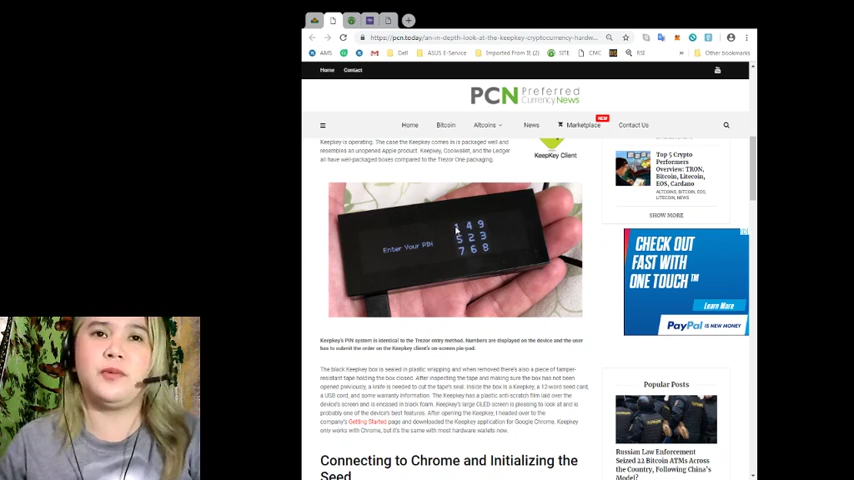 https://pcn.today/an-in-depth-look-at-the-keepkey-cryptocurrency-hardw...
AMS
Dell
ASUS E-Service
Imported From IE (2)
SITE
CMC
RSI
»
Other bookmarks
Home
Contact
PCN Preferred
Currency News
Home
Bitcoin
Altcoins
News
Marketplace
NEW
Contact Us
Keepkey is operating. The case the Keepkey comes in is packaged well and
resembles an unopened Apple product. Keepkey, Coolwallet, and the Ledger
all have well-packaged boxes compared to the Trezor One packaging.
KeepKey Client
Enter Your PIN
1 4 9
5 2 3
7 6 8
Keepkey's PIN system is identical to the Trezor entry method. Numbers are displayed on the device and the user
has to submit the order on the Keepkey client's on-screen pin-pad.
The black Keepkey box is sealed in plastic wrapping and when removed there's also a piece of tamper-
resistant tape holding the box closed. After inspecting the tape and making sure the box has not been
opened previously, a knife is needed to cut the tape's seal. Inside the box is a Keepkey, a 12-word seed card,
a USB cord, and some warranty information. The Keepkey has a plastic anti-scratch film laid over the
device's screen and is encased in black foam. Keepkey's large OLED screen is pleasing to look at and is
probably one of the device's best features. After opening the Keepkey, I headed over to the
company's Getting Started page and downloaded the Keepkey application for Google Chrome. Keepkey
only works with Chrome, but it's the same with most hardware wallets now.
Connecting to Chrome and Initializing the
Seed
Top 5 Crypto
Performers
Overview: TRON,
Bitcoin, Litecoin,
EOS, Cardano
BITCOIN, EOS,
LITECOIN, NEWS
SHOW MORE
CHECK OUT
FAST WITH
ONE TOUCH™
Learn More
PayPal IS NEW MONEY
Popular Posts
Russian Law Enforcement
Seized 22 Bitcoin ATMs Across
the Country, Following China's
Model?